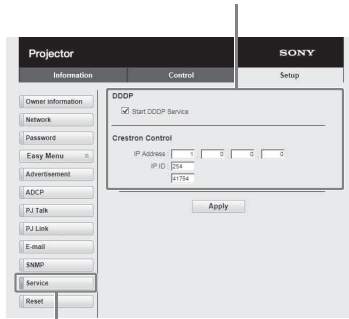 Projector
SONY
Information
Control
Setup
Owner information
Network
Password
Easy Menu
Advertisement
ADCP
PJ Talk
PJ Link
E-mail
SNMP
Service
Reset
DDDP
Start DDDP Service
Crestron Control
IP Address : 1 . 0 . 0 . 0
IP ID : 254
41794
Apply